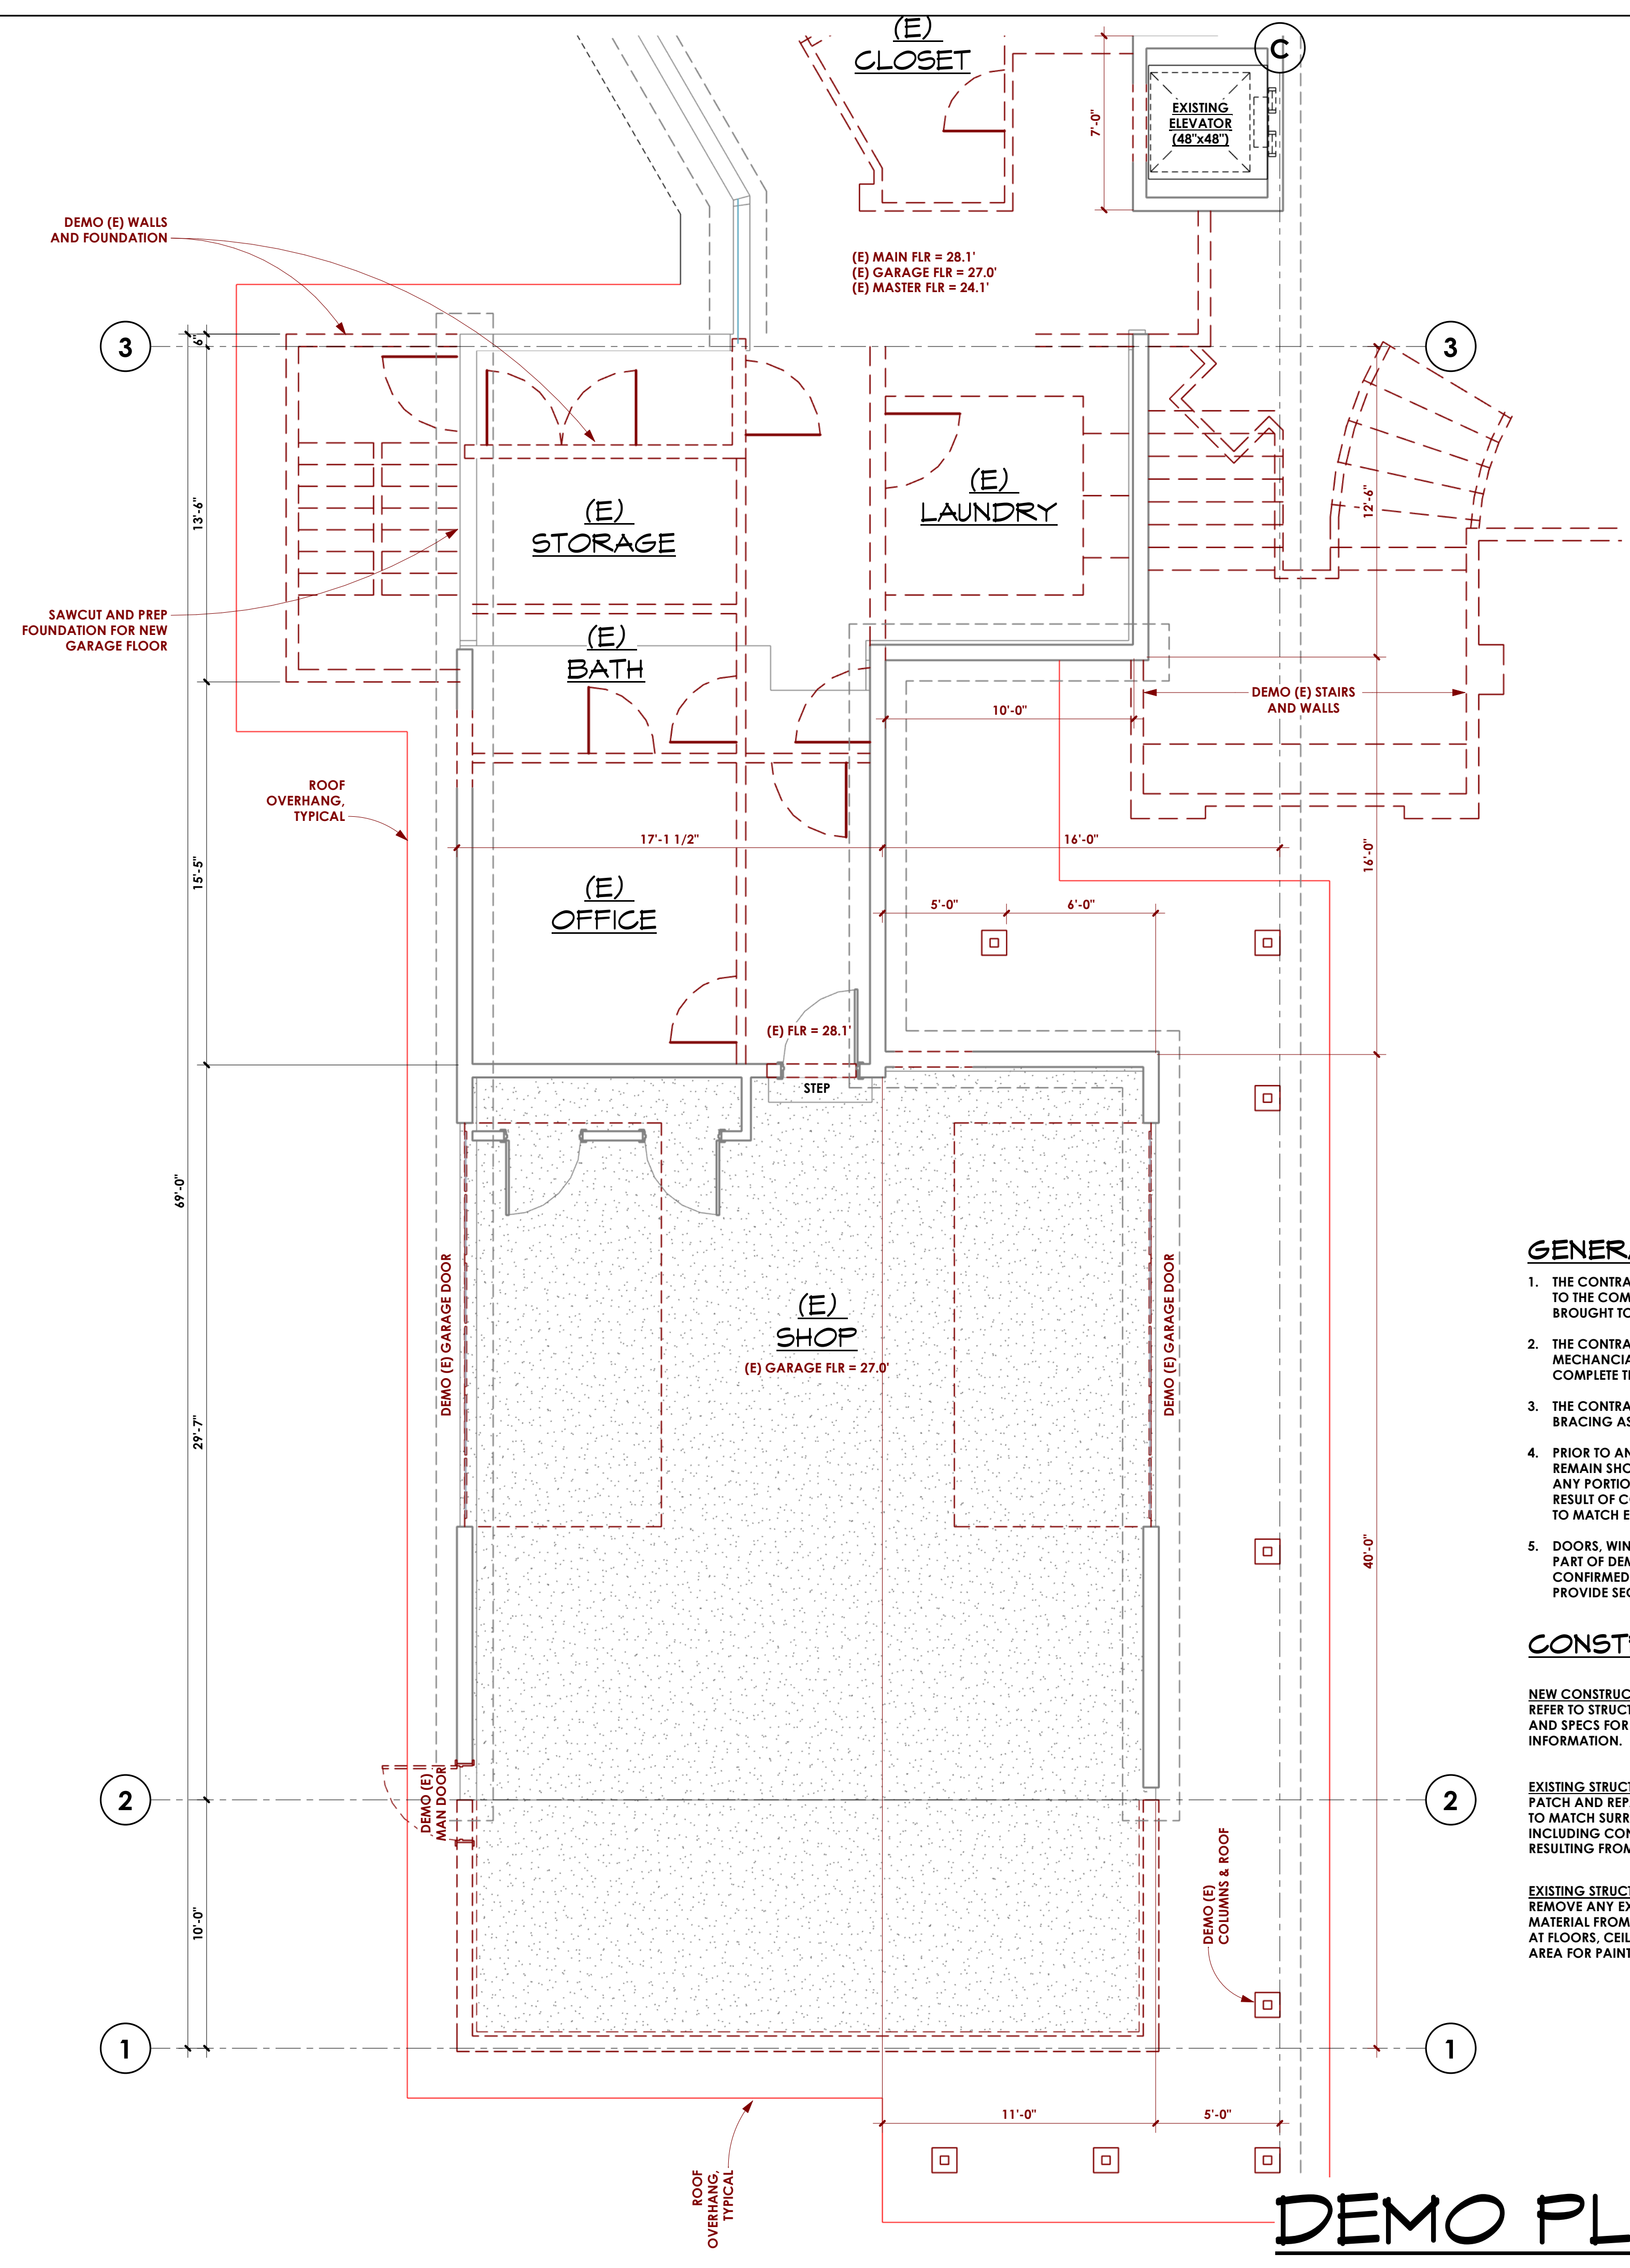 (E)
CLOSET
C
EXISTING
ELEVATOR
(48"x48")
7'-0"
DEMO (E) WALLS
AND FOUNDATION
(E) MAIN FLR = 28.1'
(E) GARAGE FLR = 27.0'
(E) MASTER FLR = 24.1'
3
6"
3
13'-6"
(E)
STORAGE
(E)
LAUNDRY
12'-6"
SAWCUT AND PREP
FOUNDATION FOR NEW
GARAGE FLOOR
(E)
BATH
DEMO (E) STAIRS
AND WALLS
10'-0"
ROOF
OVERHANG,
TYPICAL
17'-1 1/2"
16'-0"
16'-0"
15'-5"
(E)
OFFICE
5'-0"
6'-0"
(E) FLR = 28.1'
STEP
69'-0"
DEMO (E) GARAGE DOOR
(E)
SHOP
(E) GARAGE FLR = 27.0'
DEMO (E) GARAGE DOOR
29'-7"
40'-0"
GENERA
1. THE CONTRA
TO THE COM
BROUGHT TO
2. THE CONTRA
MECHANCIA
COMPLETE T
3. THE CONTRA
BRACING AS
4. PRIOR TO AN
REMAIN SHO
ANY PORTIO
RESULT OF C
TO MATCH E
5. DOORS, WIN
PART OF DEM
CONFIRMED
PROVIDE SE
CONST
NEW CONSTRUC
REFER TO STRUCT
AND SPECS FOR
INFORMATION.
EXISTING STRUCT
PATCH AND REP
TO MATCH SURR
INCLUDING CON
RESULTING FROM
EXISTING STRUCT
REMOVE ANY EX
MATERIAL FROM
AT FLOORS, CEIL
AREA FOR PAINT
2
DEMO (E)
MAN DOOR
2
10'-0"
DEMO (E)
COLUMNS & ROOF
1
1
11'-0"
5'-0"
ROOF
OVERHANG,
TYPICAL
DEMO PL